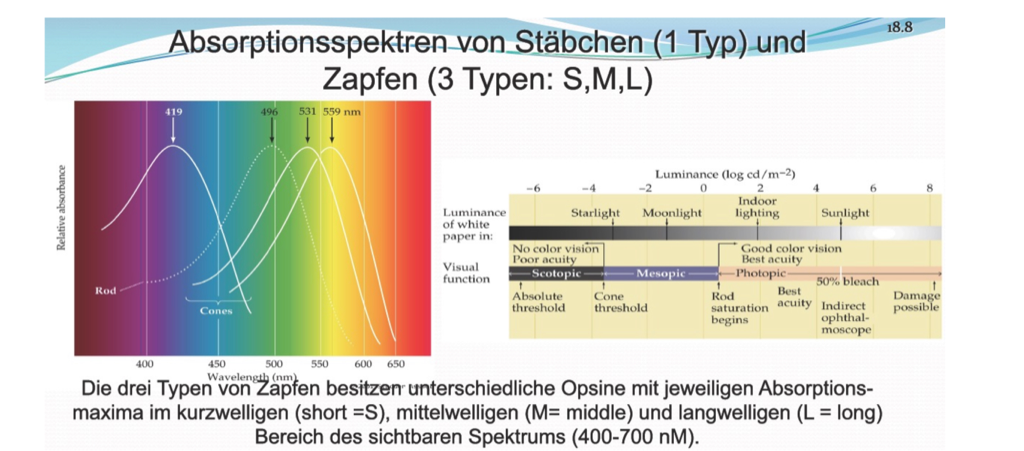 18.8
Absorptionsspektren von Stäbchen (1 Typ) und
Zapfen (3 Typen: S,M,L)
419
496
531
559 nm
Relative absorbance
Rod
Cones
400
450
500
550
600
650
Wavelength (nm)
Luminance (log cd/m−2)
−6
−4
−2
0
2
4
6
8
Luminance
of white
paper in:
Starlight
Moonlight
Indoor
lighting
Sunlight
No color vision
Poor acuity
Good color vision
Best acuity
Visual
function
Scotopic
Mesopic
Photopic
Absolute
threshold
Cone
threshold
Rod
saturation
begins
Best
acuity
50% bleach
Indirect
ophthal-
moscope
Damage
possible
Die drei Typen von Zapfen besitzen unterschiedliche Opsine mit jeweiligen Absorptions-
maxima im kurzwelligen (short =S), mittelwelligen (M= middle) und langwelligen (L = long)
Bereich des sichtbaren Spektrums (400-700 nM).